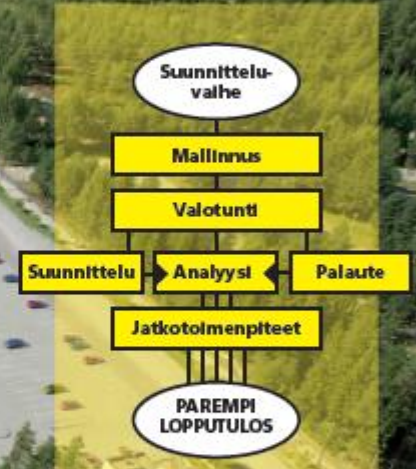 Suunnittelu-
vaihe
Mallinnus
Valotunti
Suunnittelu
Analyysi
Palaute
Jatkotoimenpiteet
PAREMPI
LOPPUTULOS